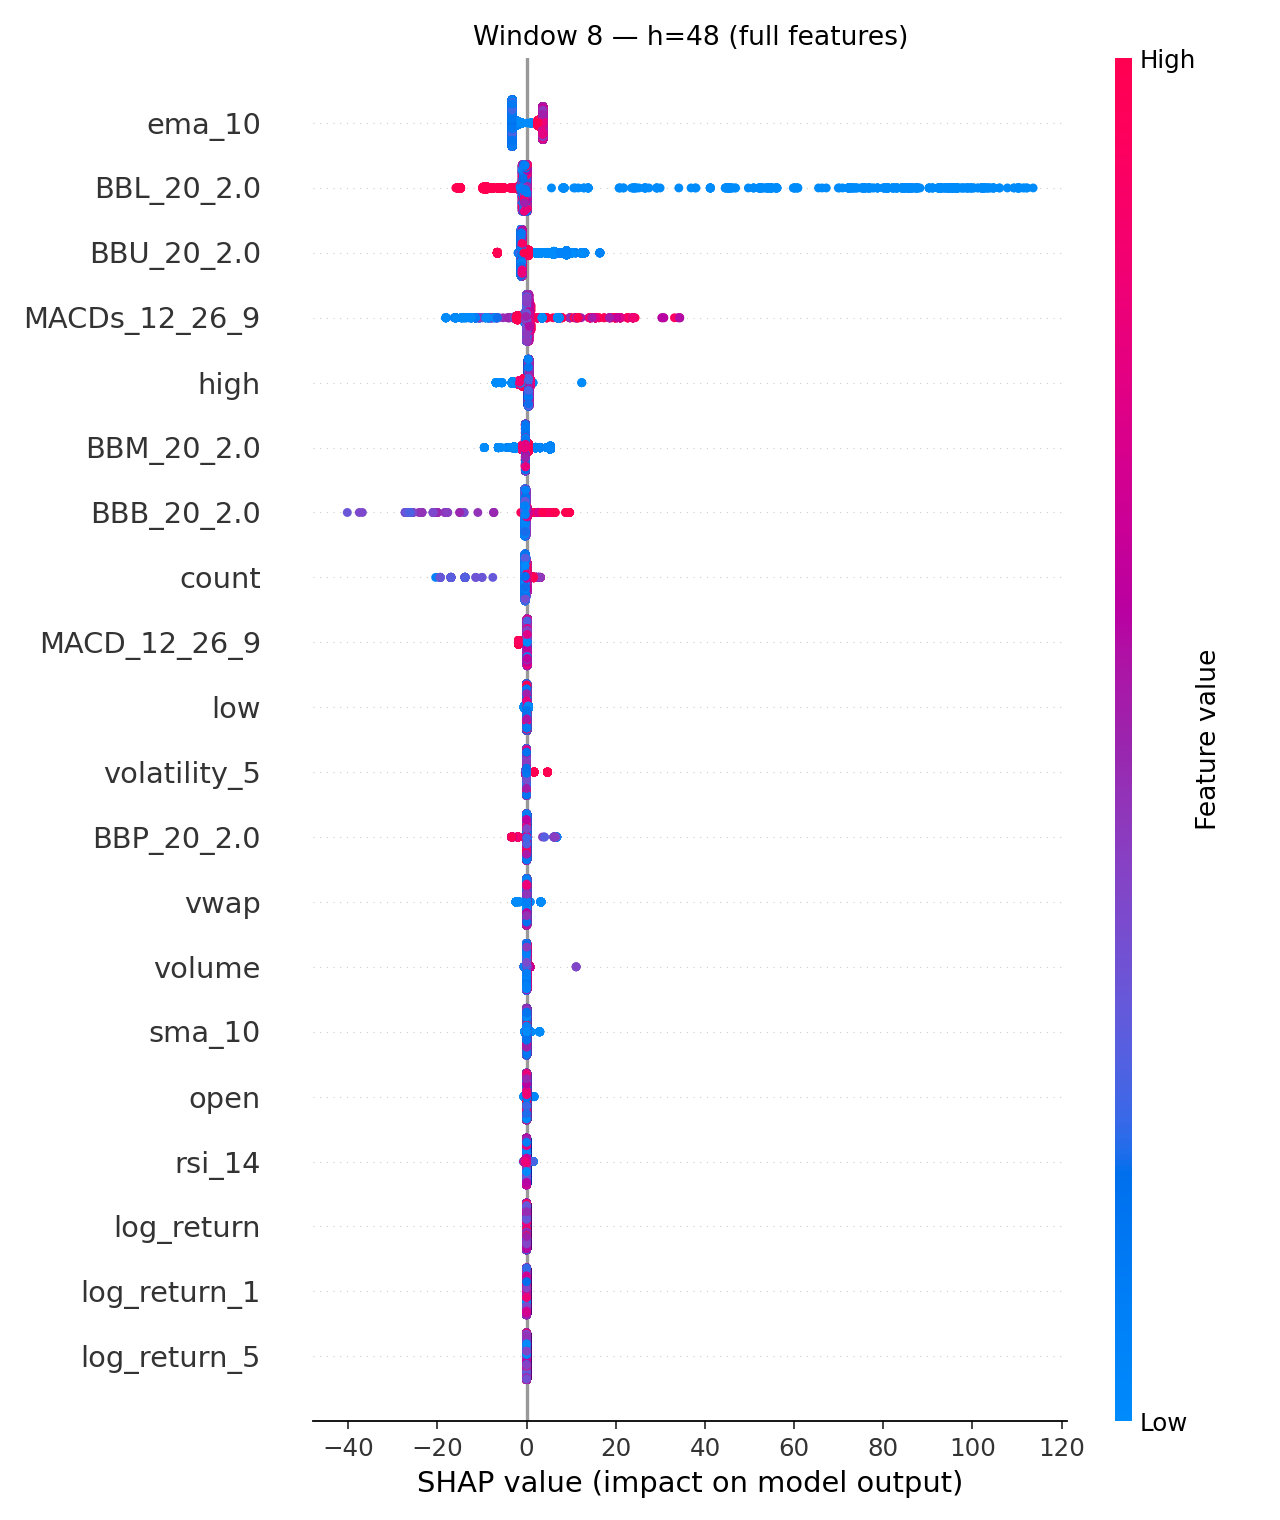 Window 8 — h=48 (full features)
High
ema_10
BBL_20_2.0
BBU_20_2.0
MACDs_12_26_9
high
BBM_20_2.0
BBB_20_2.0
count
MACD_12_26_9
low
volatility_5
BBP_20_2.0
vwap
volume
sma_10
open
rsi_14
log_return
log_return_1
log_return_5
Feature value
Low
−40 −20 0 20 40 60 80 100 120
SHAP value (impact on model output)